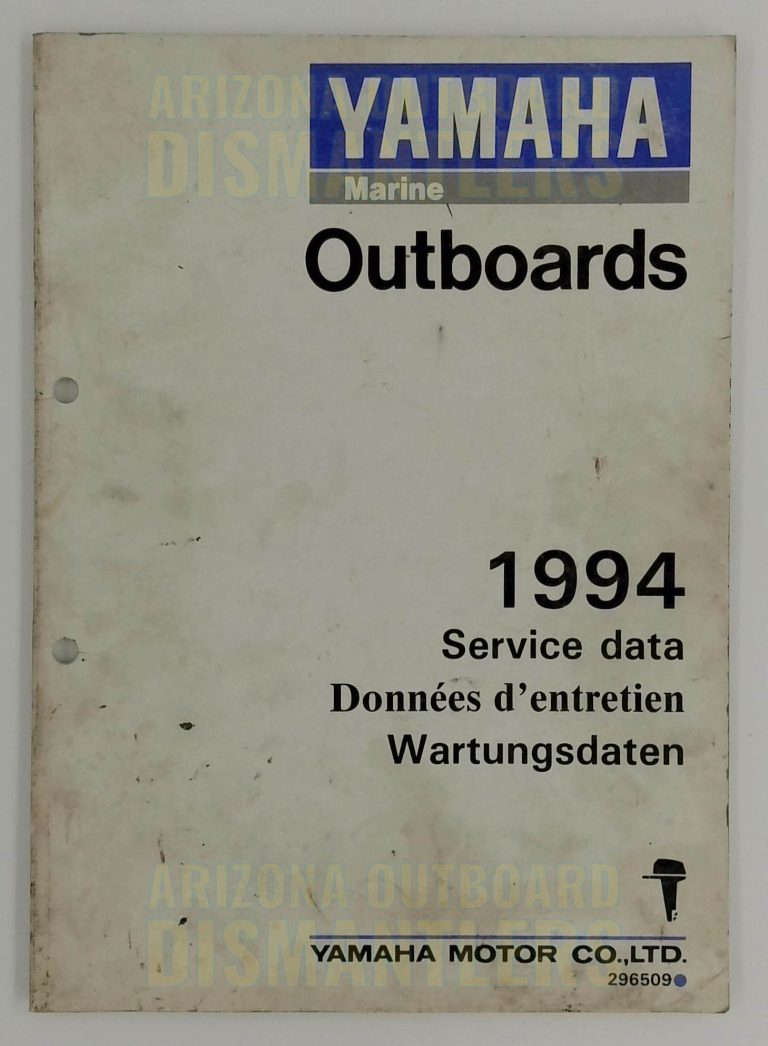 ARIZONA OUTBOARD
DISMANTLERS
YAMAHA
Marine
Outboards
1994
Service data
Données d'entretien
Wartungsdaten
ARIZONA OUTBOARD
DISMANTLERS
YAMAHA MOTOR CO.,LTD.
296509